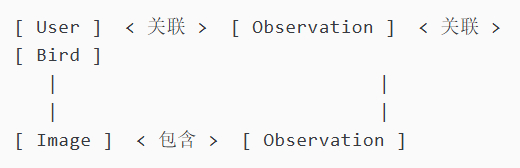 [ User ] < 关联 > [ Observation ] < 关联 >
[ Bird ]
| |
| |
[ Image ] < 包含 > [ Observation ]